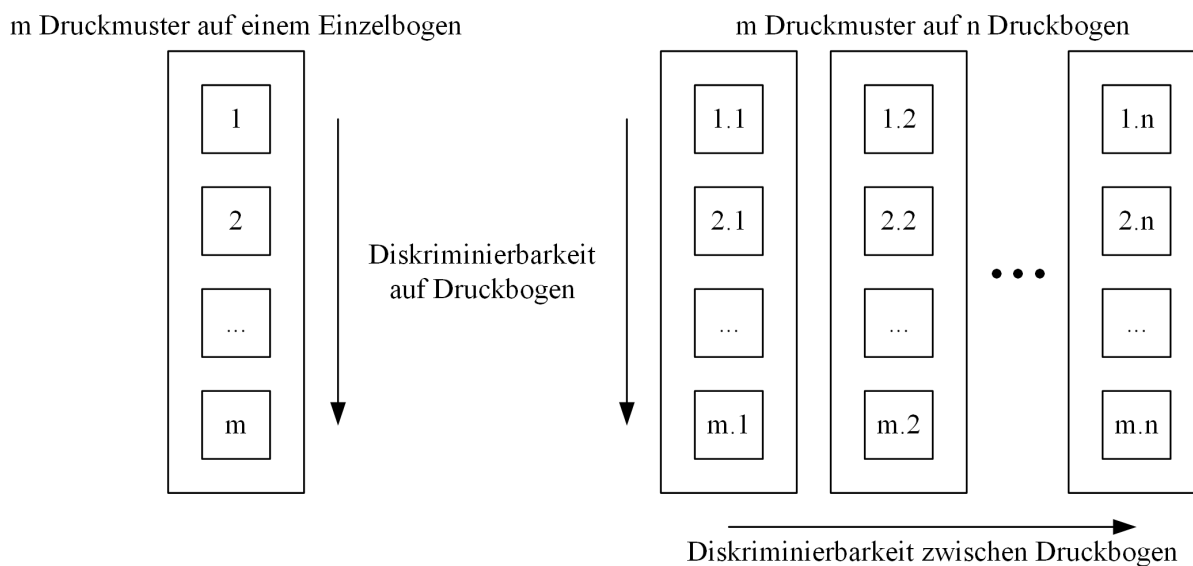 m Druckmuster auf einem Einzelbogen
1
2
...
m
Diskriminierbarkeit
auf Druckbogen
m Druckmuster auf n Druckbogen
1.1 1.2 1.n
2.1 2.2 2.n
... ... ...
m.1 m.2 m.n
Diskriminierbarkeit zwischen Druckbogen